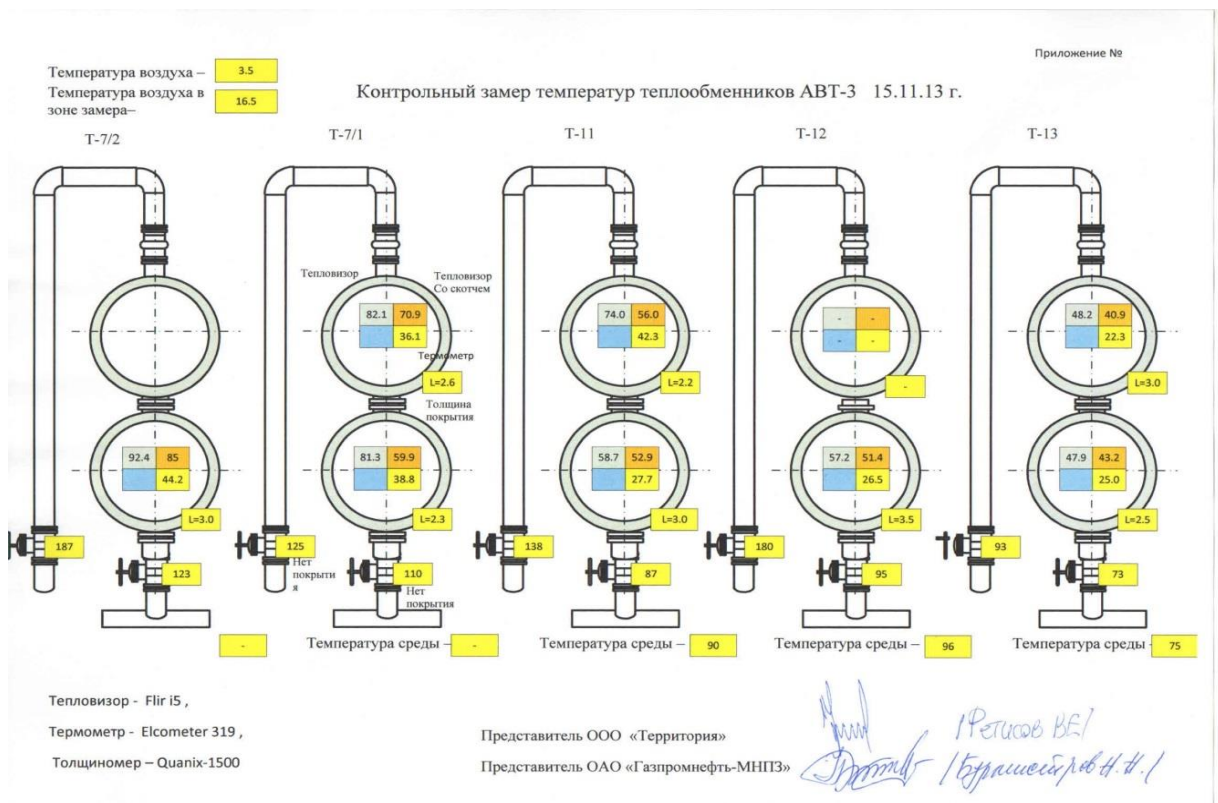 Приложение №
Температура воздуха – 3.5
Температура воздуха в
зоне замера– 16.5
Контрольный замер температур теплообменников АВТ-3 15.11.13 г.
Т-7/2 Т-7/1 Т-11 Т-12 Т-13
Тепловизор
Тепловизор
Со скотчем
82.1 70.9
36.1
Термометр
L=2.6
Толщина
покрытия
74.0 56.0
42.3
L=2.2
- -
- -
-
48.2 40.9
22.3
L=3.0
92.4 85
44.2
L=3.0
81.3 59.9
38.8
L=2.3
58.7 52.9
27.7
L=3.0
57.2 51.4
26.5
L=3.5
47.9 43.2
25.0
L=2.5
187 125 138 180 93
Нет
покрыти
я
123 110 87 95 73
Нет
покрытия
-
Температура среды – -
Температура среды – 90
Температура среды – 96
Температура среды – 75
Тепловизор - Flir i5 ,
Термометр - Elcometer 319 ,
Толщиномер – Quanix-1500
Представитель ООО «Территория»
/Фетисов ВЕ/
Представитель ОАО «Газпромнефть-МНПЗ»